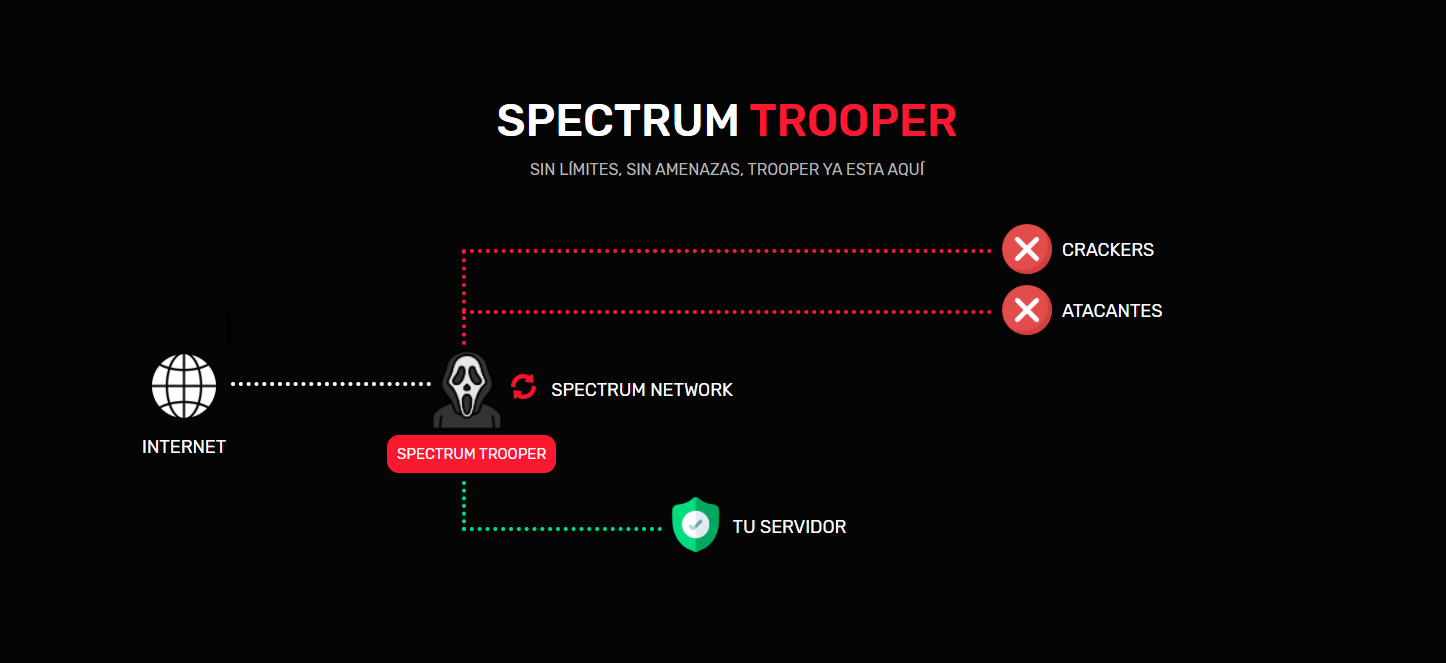 SPECTRUM TROOPER
SIN LÍMITES, SIN AMENAZAS, TROOPER YA ESTA AQUÍ
CRACKERS
ATACANTES
SPECTRUM NETWORK
INTERNET
SPECTRUM TROOPER
TU SERVIDOR